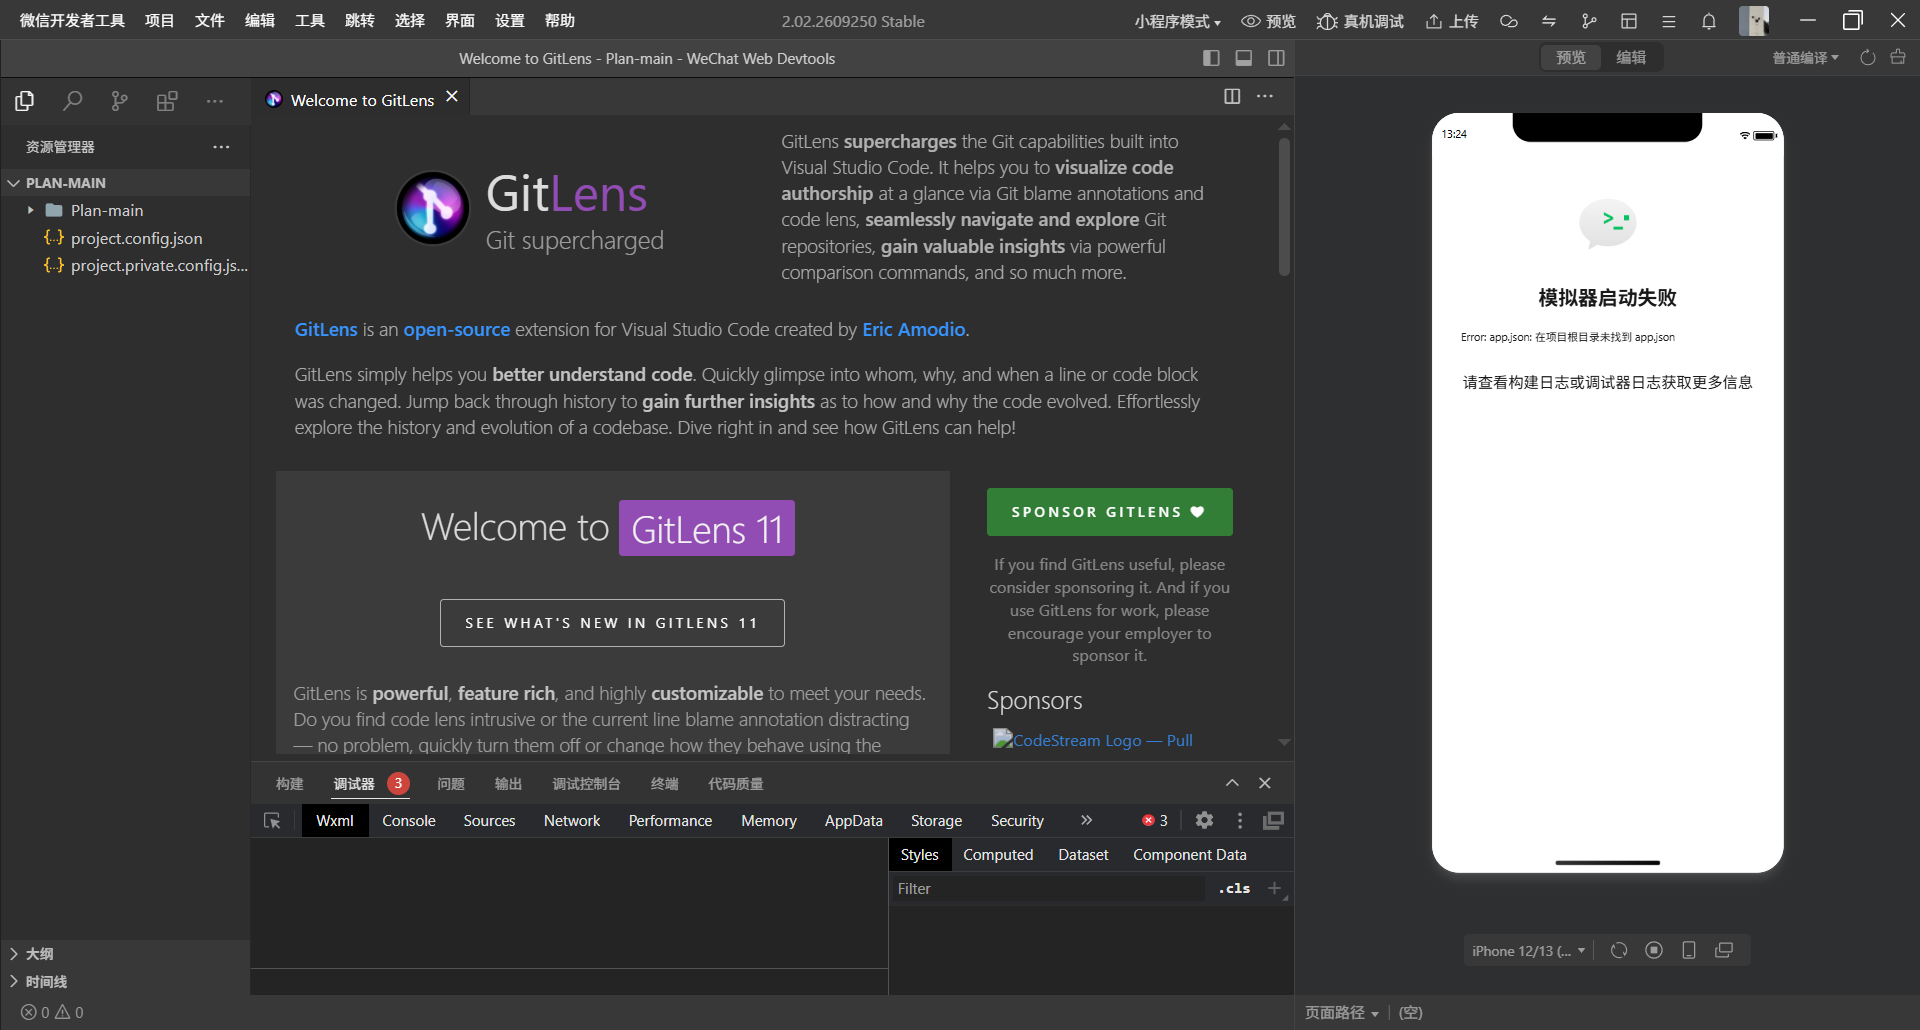 微信开发者工具 项目 文件 编辑 工具 跳转 选择 界面 设置 帮助 2.02.2609250 Stable 小程序模式 预览 真机调试 上传
Welcome to GitLens - Plan-main - WeChat Web Devtools
预览 编辑 普通编译
Welcome to GitLens
资源管理器
PLAN-MAIN
Plan-main
project.config.json
project.private.config.js...
大纲
时间线
0 0
GitLens
Git supercharged
GitLens supercharges the Git capabilities built into
Visual Studio Code. It helps you to visualize code
authorship at a glance via Git blame annotations and
code lens, seamlessly navigate and explore Git
repositories, gain valuable insights via powerful
comparison commands, and so much more.
GitLens is an open-source extension for Visual Studio Code created by Eric Amodio.
GitLens simply helps you better understand code. Quickly glimpse into whom, why, and when a line or code block
was changed. Jump back through history to gain further insights as to how and why the code evolved. Effortlessly
explore the history and evolution of a codebase. Dive right in and see how GitLens can help!
Welcome to GitLens 11
SEE WHAT'S NEW IN GITLENS 11
GitLens is powerful, feature rich, and highly customizable to meet your needs.
Do you find code lens intrusive or the current line blame annotation distracting
— no problem, quickly turn them off or change how they behave using the
SPONSOR GITLENS
If you find GitLens useful, please
consider sponsoring it. And if you
use GitLens for work, please
encourage your employer to
sponsor it.
Sponsors
CodeStream Logo — Pull
构建 调试器 3 问题 输出 调试控制台 终端 代码质量
Wxml Console Sources Network Performance Memory AppData Storage Security 3
Styles Computed Dataset Component Data
Filter .cls
13:24
模拟器启动失败
Error: app.json: 在项目根目录未找到 app.json
请查看构建日志或调试器日志获取更多信息
iPhone 12/13 (...
页面路径 (空)